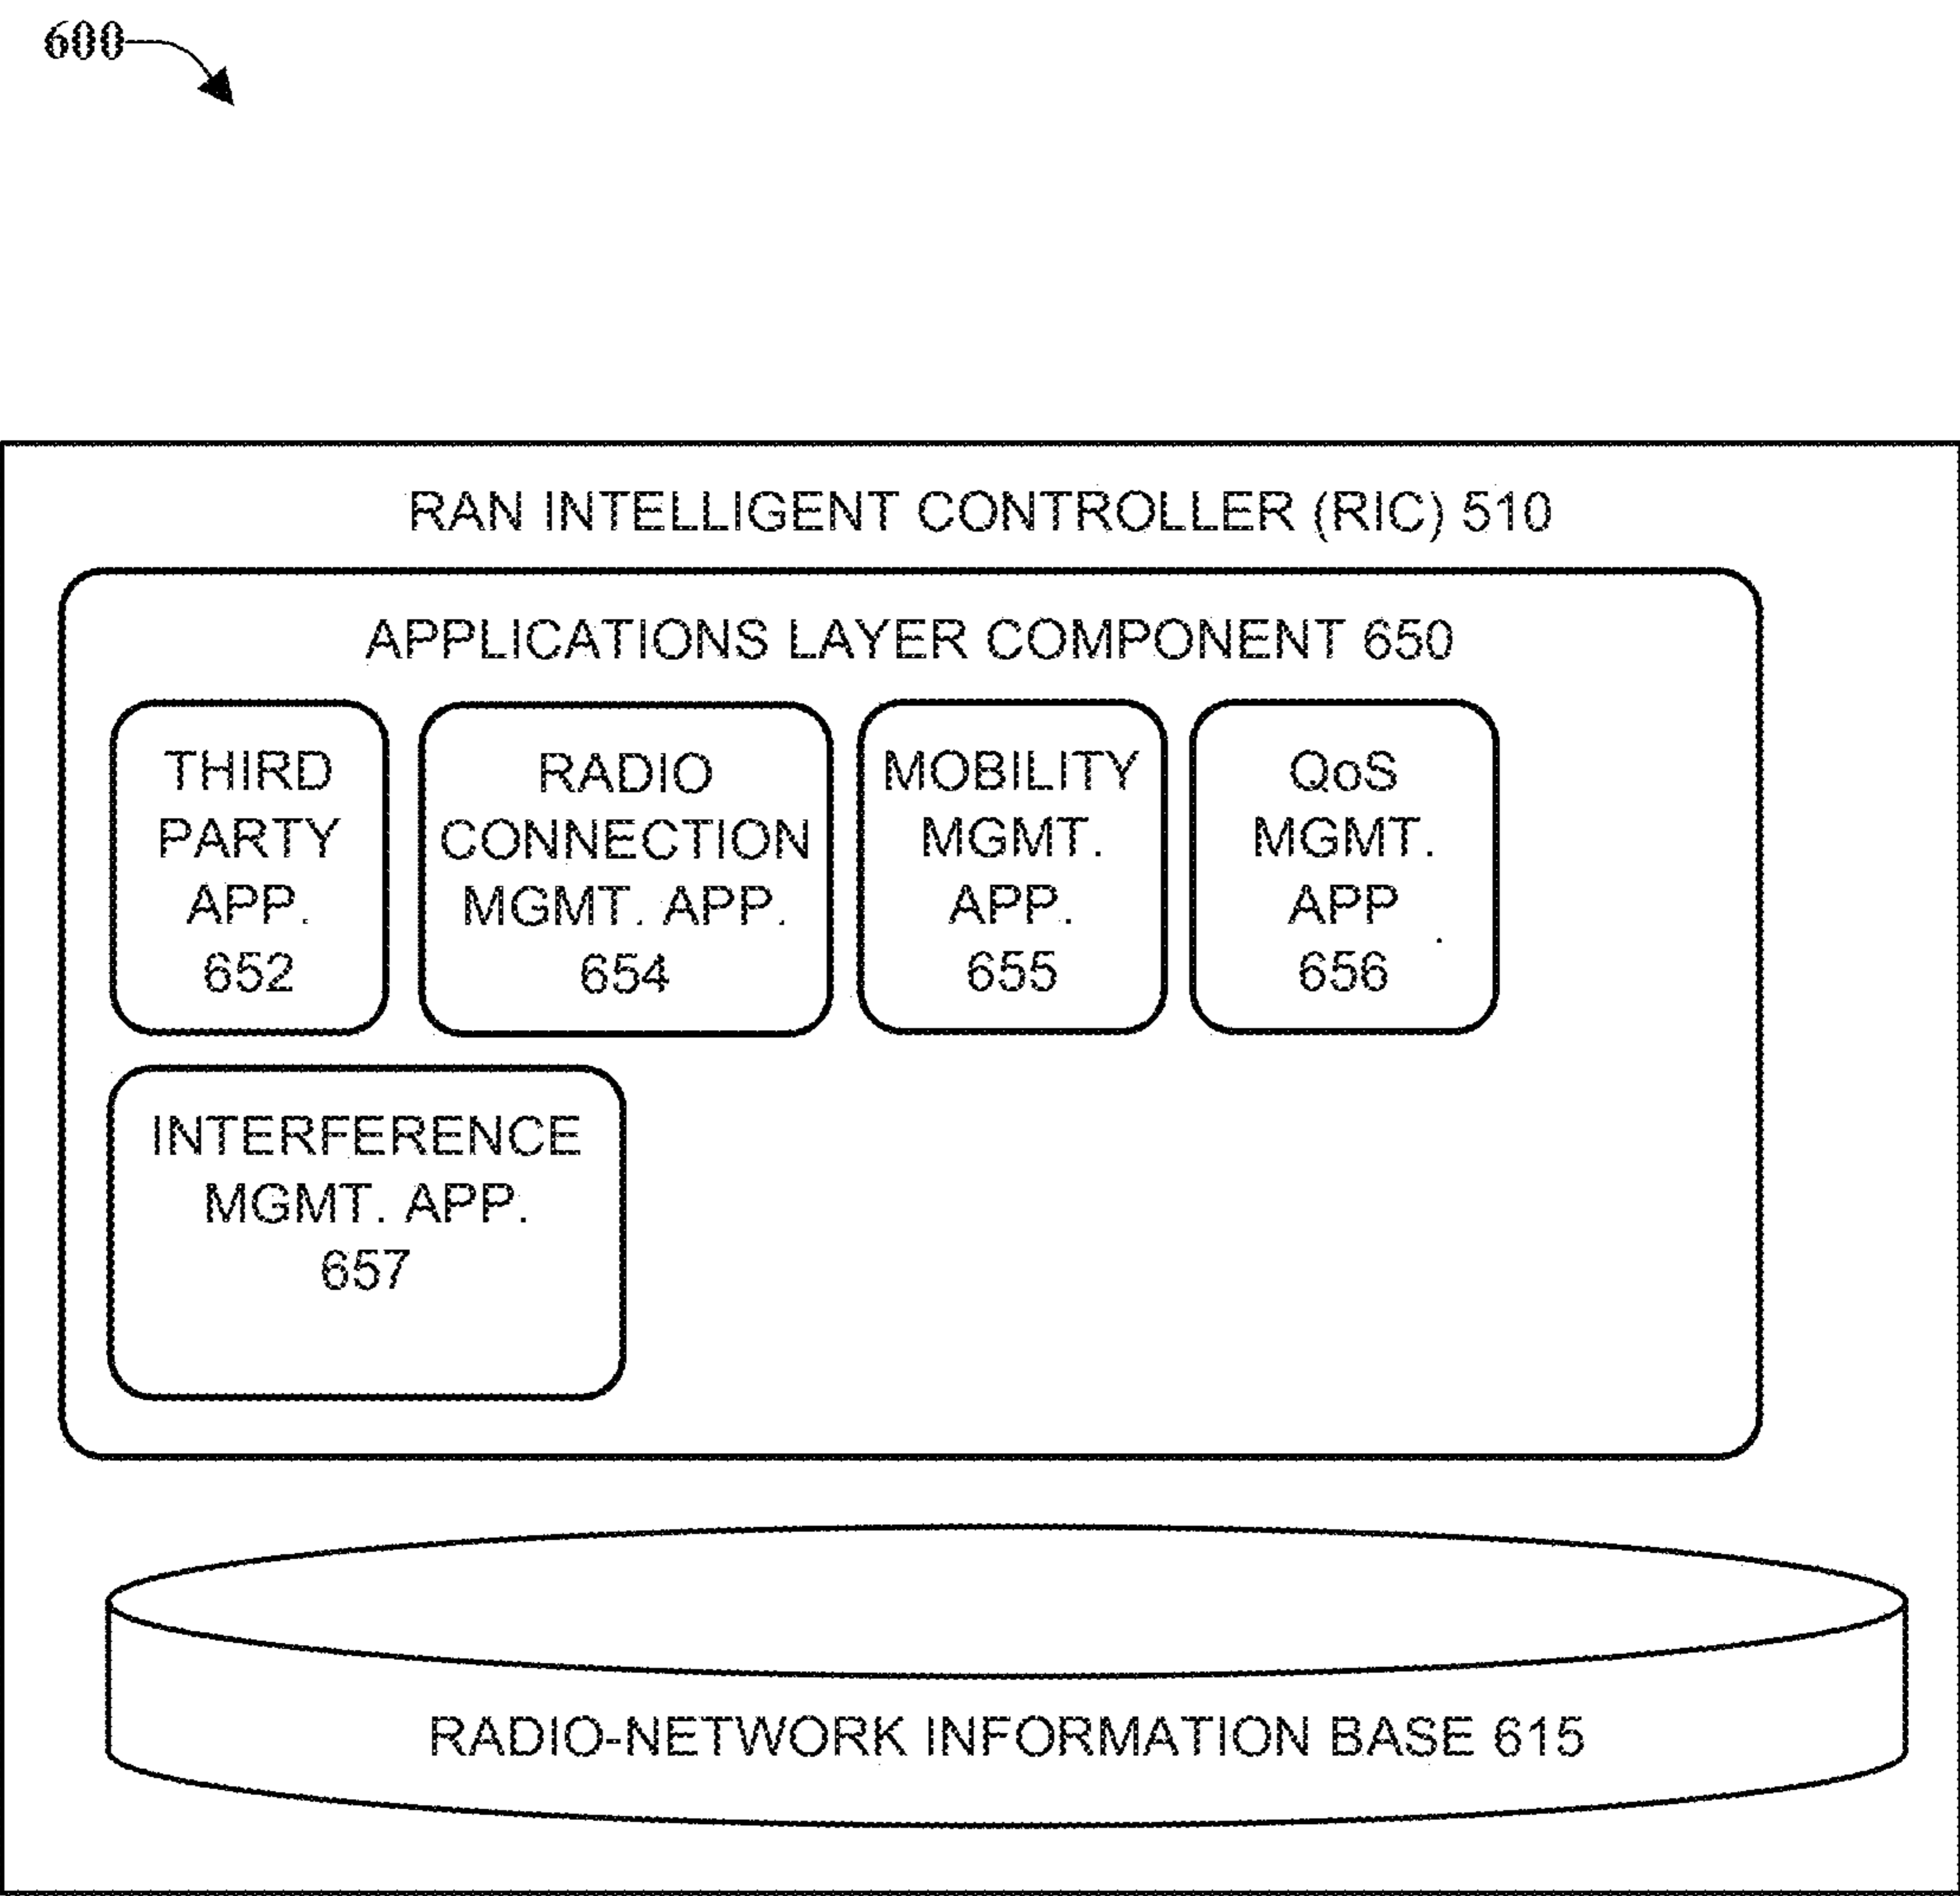 600
RAN INTELLIGENT CONTROLLER (RIC) 510
APPLICATIONS LAYER COMPONENT 650
THIRD
PARTY
APP.
652
RADIO
CONNECTION
MGMT. APP.
654
MOBILITY
MGMT.
APP.
655
QoS
MGMT.
APP
656
INTERFERENCE
MGMT. APP.
657
RADIO-NETWORK INFORMATION BASE 615